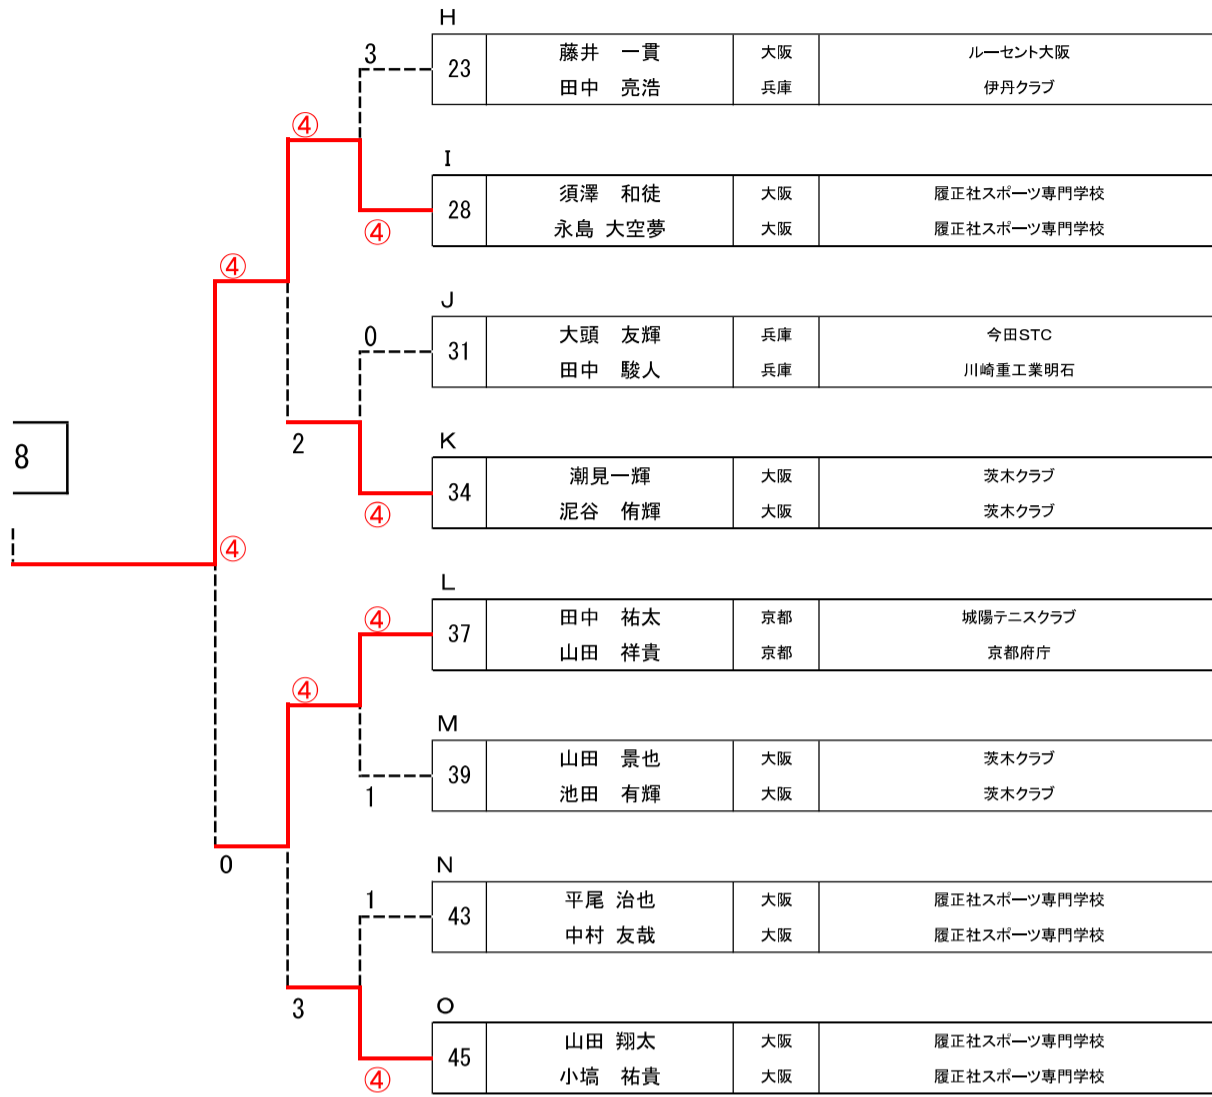 H
3
23 藤井 一貫 大阪 ルーセント大阪
田中 亮浩 兵庫 伊丹クラブ
④
I
28 須澤 和徒 大阪 履正社スポーツ専門学校
永島 大空夢 大阪 履正社スポーツ専門学校
④
④
J
0
31 大頭 友輝 兵庫 今田STC
田中 駿人 兵庫 川崎重工業明石
2
8
K
34 潮見一輝 大阪 茨木クラブ
泥谷 侑輝 大阪 茨木クラブ
④
④
L
④
37 田中 祐太 京都 城陽テニスクラブ
山田 祥貴 京都 京都府庁
④
M
39 山田 景也 大阪 茨木クラブ
池田 有輝 大阪 茨木クラブ
1
0
N
1
43 平尾 治也 大阪 履正社スポーツ専門学校
中村 友哉 大阪 履正社スポーツ専門学校
3
O
45 山田 翔太 大阪 履正社スポーツ専門学校
小塙 祐貴 大阪 履正社スポーツ専門学校
④